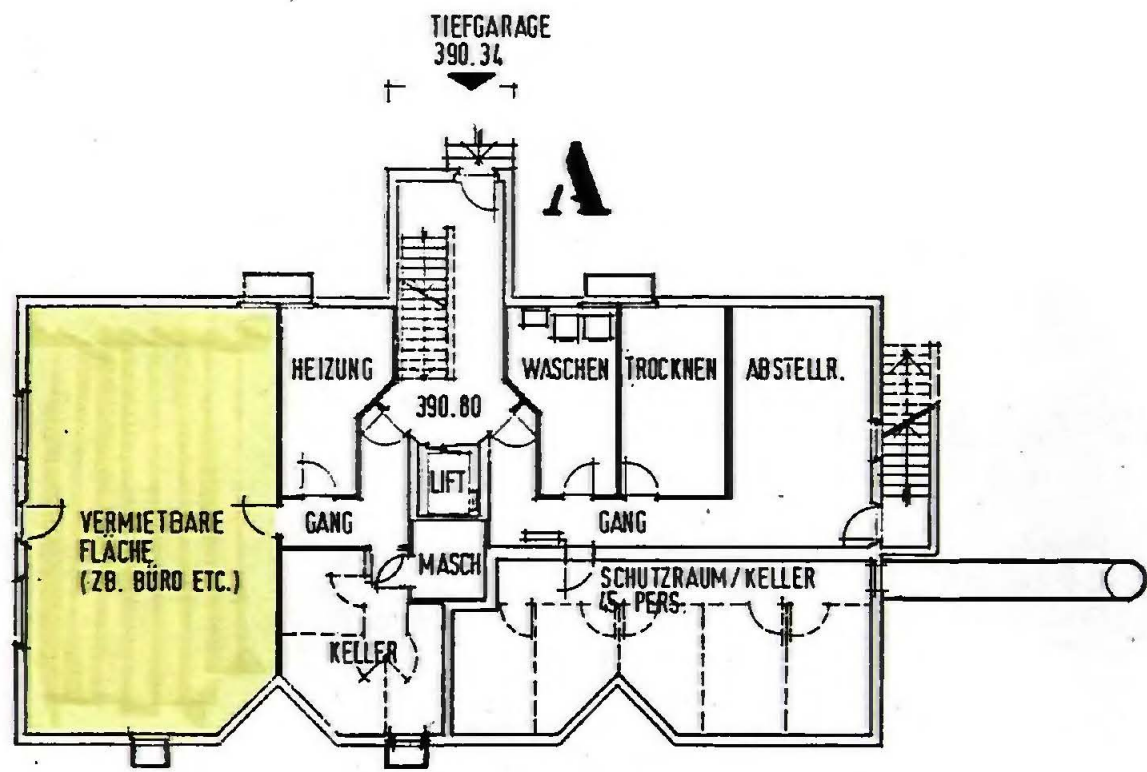 TIEFGARAGE
390.34
A
HEIZUNG
WASCHEN
TROCKNEN
ABSTELLR.
390.80
LIFT
VERMIETBARE
FLÄCHE
(ZB. BÜRO ETC.)
GANG
GANG
MASCH
SCHUTZRAUM/KELLER
45 PERS.
KELLER